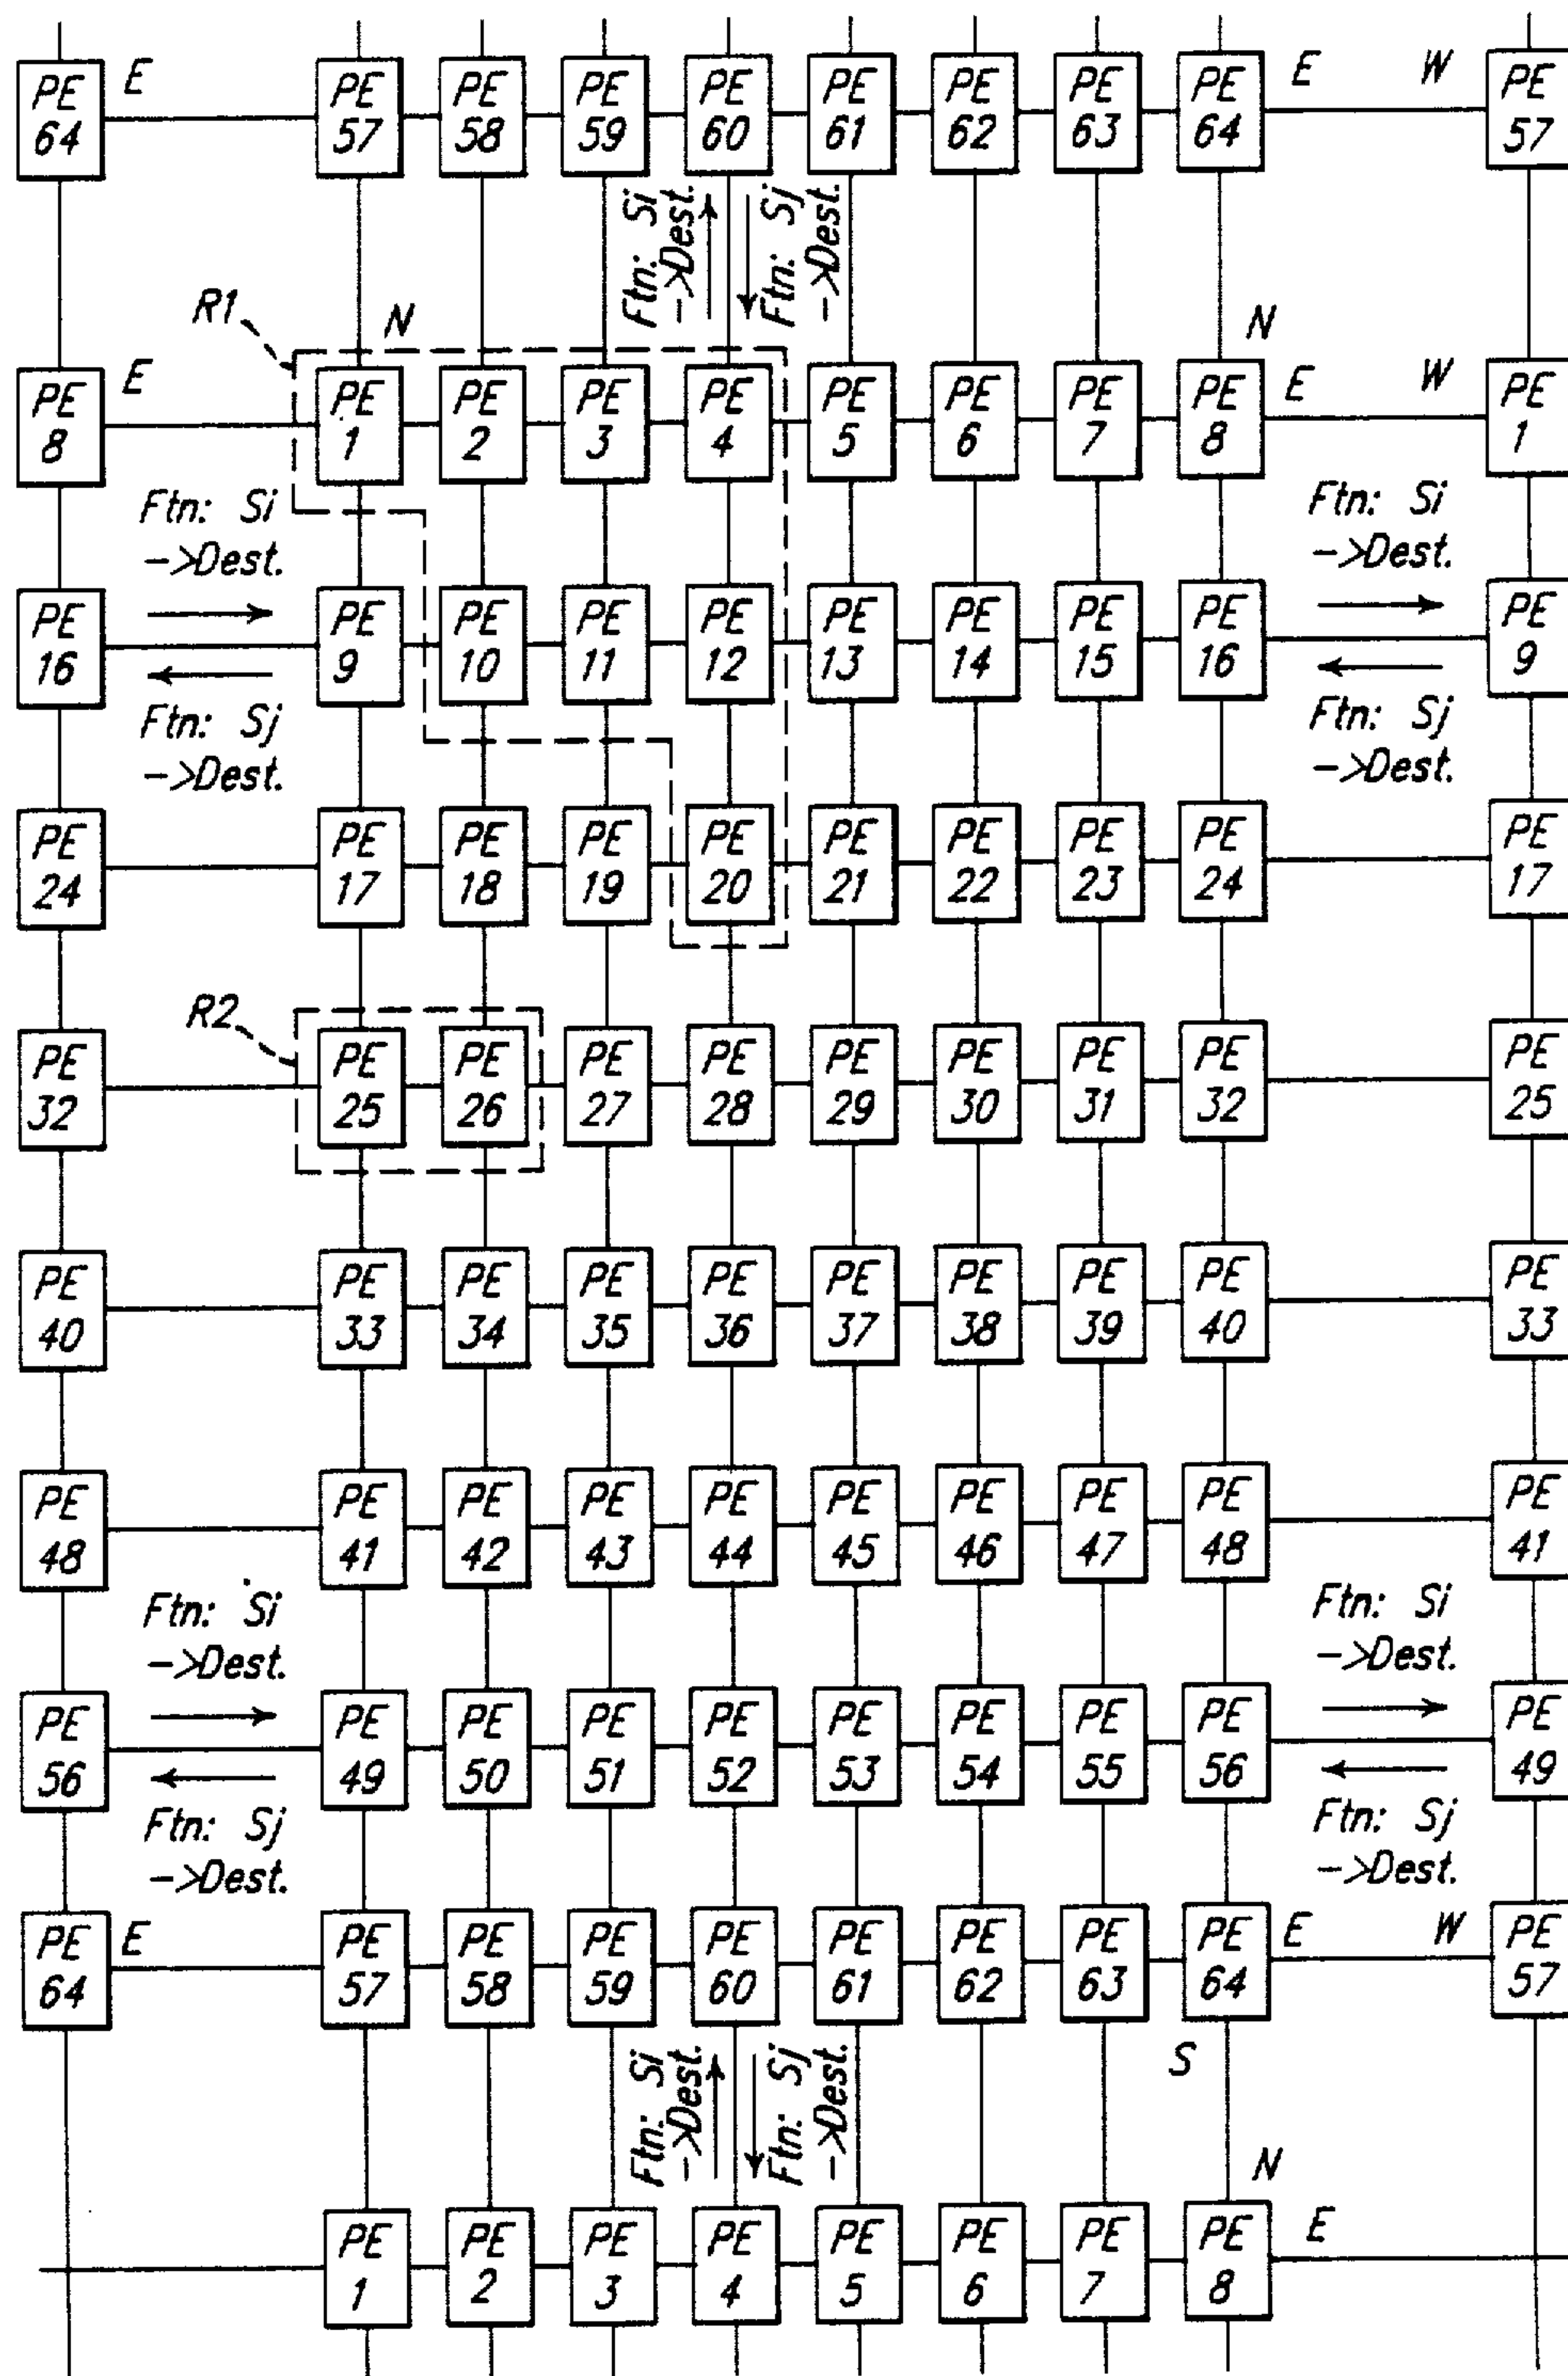 PE 64 E PE 57 PE 58 PE 59 PE 60 PE 61 PE 62 PE 63 PE 64 E W PE 57
Ftn: Si
->Dest.
Ftn: Sj
->Dest.
R1 N N
PE 8 E PE 1 PE 2 PE 3 PE 4 PE 5 PE 6 PE 7 PE 8 E W PE 1
Ftn: Si Ftn: Si
->Dest. ->Dest.
PE 16 PE 9 PE 10 PE 11 PE 12 PE 13 PE 14 PE 15 PE 16 PE 9
Ftn: Sj Ftn: Sj
->Dest. ->Dest.
PE 24 PE 17 PE 18 PE 19 PE 20 PE 21 PE 22 PE 23 PE 24 PE 17
R2
PE 32 PE 25 PE 26 PE 27 PE 28 PE 29 PE 30 PE 31 PE 32 PE 25
PE 40 PE 33 PE 34 PE 35 PE 36 PE 37 PE 38 PE 39 PE 40 PE 33
PE 48 PE 41 PE 42 PE 43 PE 44 PE 45 PE 46 PE 47 PE 48 PE 41
Ftn: Si Ftn: Si
->Dest. ->Dest.
PE 56 PE 49 PE 50 PE 51 PE 52 PE 53 PE 54 PE 55 PE 56 PE 49
Ftn: Sj Ftn: Sj
->Dest. ->Dest.
PE 64 E PE 57 PE 58 PE 59 PE 60 PE 61 PE 62 PE 63 PE 64 E W PE 57
S
Ftn: Si
->Dest.
Ftn: Sj
->Dest.
N
PE 1 PE 2 PE 3 PE 4 PE 5 PE 6 PE 7 PE 8 E